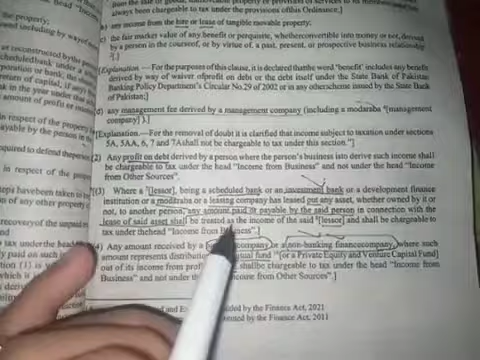 the property;
always been chargeable to tax under the provisions of this Ordinance.]
any income from the hire or lease of tangible movable property.
the fair market value of any benefit or perquisite, whether convertible into money or not, derived
by a person in the course of, or by virtue of, a past, present, or prospective business relationship
[Explanation.— For the purposes of this clause, it is declared that the word 'benefit' includes any benefit
derived by way of waiver of profit on debt or the debt itself under the State Bank of Pakistan
Banking Policy Department's Circular No.29 of 2002 or in any other scheme issued by the State Bank
of Pakistan;]
any management fee derived by a management company (including a modaraba [management
company] ).]
[Explanation.— For the removal of doubt it is clarified that income subject to taxation under sections
5A, 5AA, 6, 7 and 7A shall not be chargeable to tax under this section."]
(2) Any profit on debt derived by a person where the person's business is to derive such income shall
be chargeable to tax under the head "Income from Business" and not under the head "Income
from Other Sources".
(3) Where a [lessor], being a scheduled bank or an investment bank or a development finance
institution or a modaraba or a leasing company has leased out any asset, whether owned by it or
not, to another person, any amount paid or payable by the said person in connection with the
lease of said asset shall be treated as the income of the said [lessor] and shall be chargeable to
tax under the head "Income from Business".]
(4) Any amount received by a company or a non-banking finance company, where such
amount represents distribution mutual fund [or a Private Equity and Venture Capital Fund]
out of its income from profit shall be chargeable to tax under the head "Income from
Business" and not under the Income from Other Sources".]
by the Finance Act, 2021
by the Finance Act, 2011